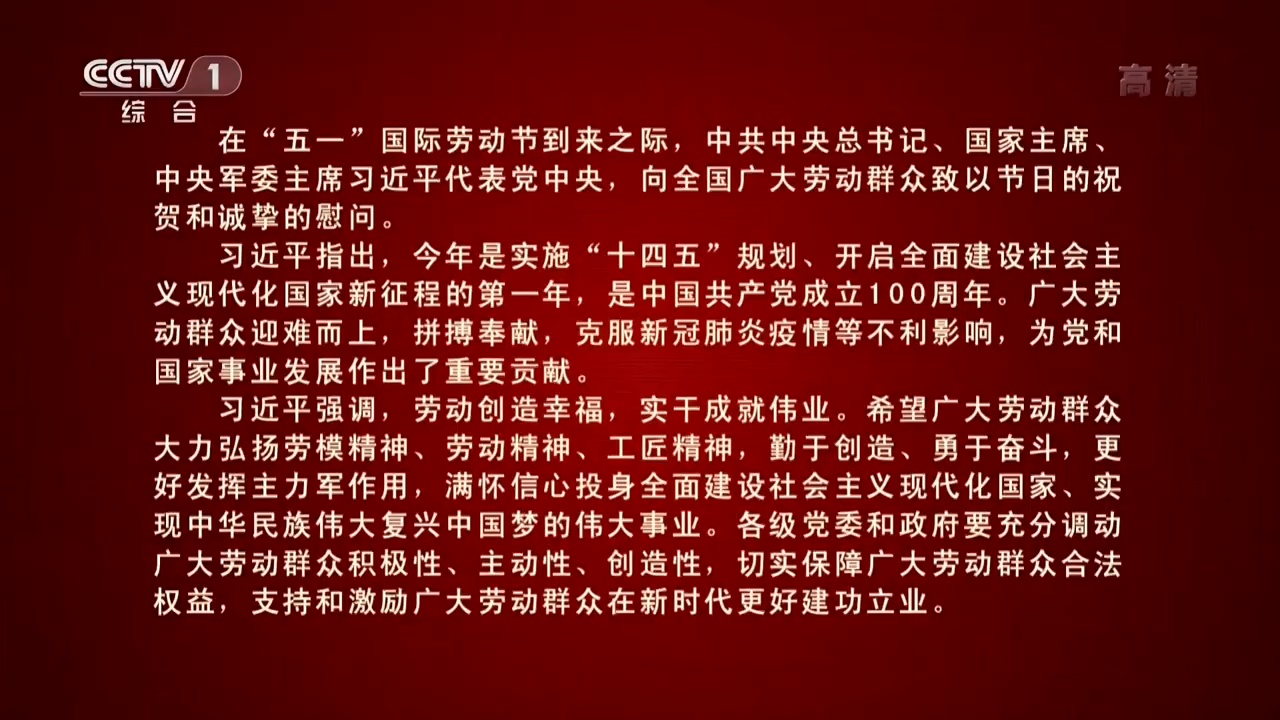 CCTV 1
综合
高清
在“五一”国际劳动节到来之际，中共中央总书记、国家主席、
中央军委主席习近平代表党中央，向全国广大劳动群众致以节日的祝
贺和诚挚的慰问。
习近平指出，今年是实施“十四五”规划、开启全面建设社会主
义现代化国家新征程的第一年，是中国共产党成立100周年。广大劳
动群众迎难而上，拼搏奉献，克服新冠肺炎疫情等不利影响，为党和
国家事业发展作出了重要贡献。
习近平强调，劳动创造幸福，实干成就伟业。希望广大劳动群众
大力弘扬劳模精神、劳动精神、工匠精神，勤于创造、勇于奋斗，更
好发挥主力军作用，满怀信心投身全面建设社会主义现代化国家、实
现中华民族伟大复兴中国梦的伟大事业。各级党委和政府要充分调动
广大劳动群众积极性、主动性、创造性，切实保障广大劳动群众合法
权益，支持和激励广大劳动群众在新时代更好建功立业。